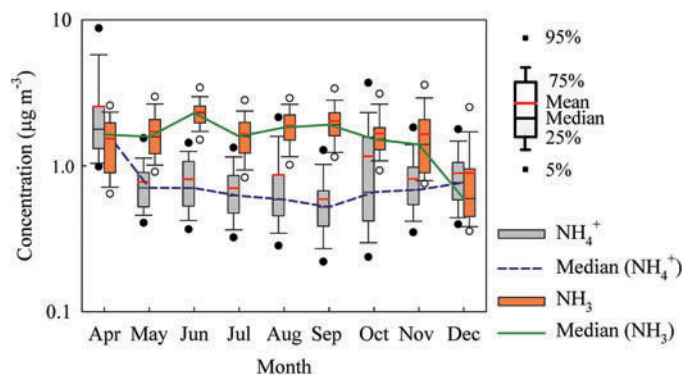 10
1.0
0.1
Concentration (µg m⁻³)
Apr May Jun Jul Aug Sep Oct Nov Dec
Month
95%
75%
Mean
Median
25%
5%
NH₄⁺
Median (NH₄⁺)
NH₃
Median (NH₃)